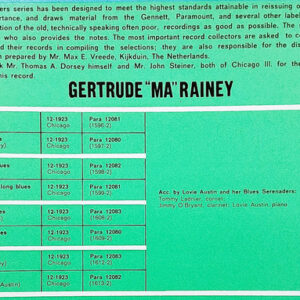 ers series has been designed to meet the highest standards attainable in reissuing o
rtance, and draws material from the Gennett, Paramount, and several other labe
tion of the old, technically speaking often poor, recordings as good as possible. The
who also provides the notes. The most important record collectors are asked to c
d their records in compiling the selections; they are also responsible for the dis
n prepared by Mr. Max E. Vreede, Kijkduin, The Netherlands.
k Mr. Thomas A. Dorsey himself and Mr. John Steiner, both of Chicago Ill. for the
his record.
GERTRUDE "MA" RAINEY
12-1923 Para 12081
Chicago (1596-2)
12-1923 Para 12082
Chicago (1597-2)
ues 12-1923 Para 12082
Chicago (1598-2)
long blues 12-1923 Para 12081
Chicago (1599-2)
12-1923 Para 12080
Chicago (1608-2)
s 12-1923 Para 12080
Chicago (1609-2)
12-1923 Para 12082
Chicago (1612-2)
12-1923 Para 12083
Austin) Chicago (1613-2)
Acc. by Lovie Austin and her Blues Serenaders:
Tommy Ladnier, cornet;
Jimmy O'Bryant, clarinet; Lovie Austin, piano